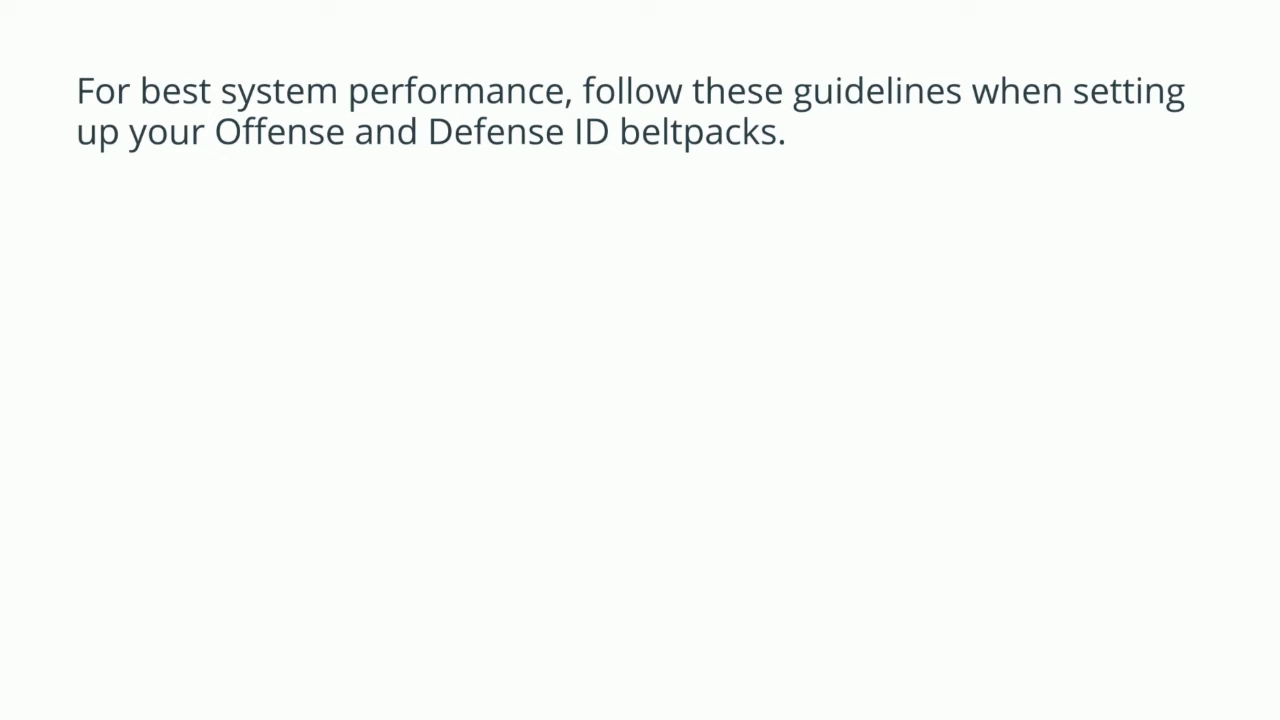 For best system performance, follow these guidelines when setting
up your Offense and Defense ID beltpacks.